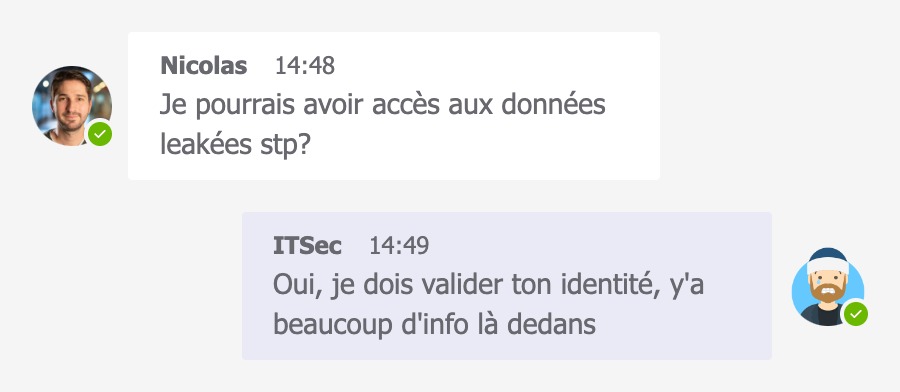 Nicolas 14:48
Je pourrais avoir accès aux données
leakées stp?
ITSec 14:49
Oui, je dois valider ton identité, y'a
beaucoup d'info là dedans